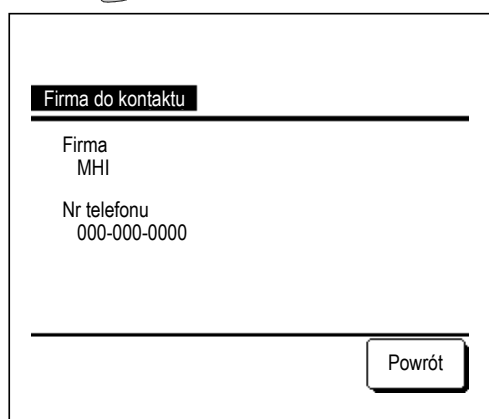 Firma do kontaktu
Firma
MHI
Nr telefonu
000-000-0000
Powrót